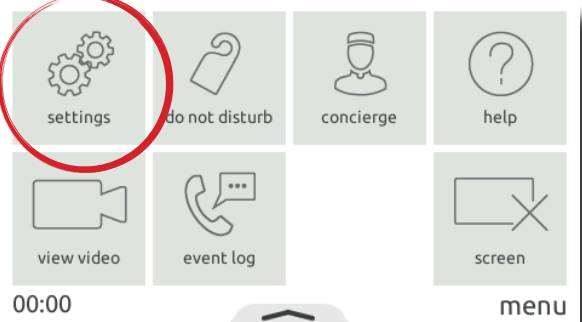 settings
do not disturb
concierge
?
help
view video
event log
screen
00:00
menu